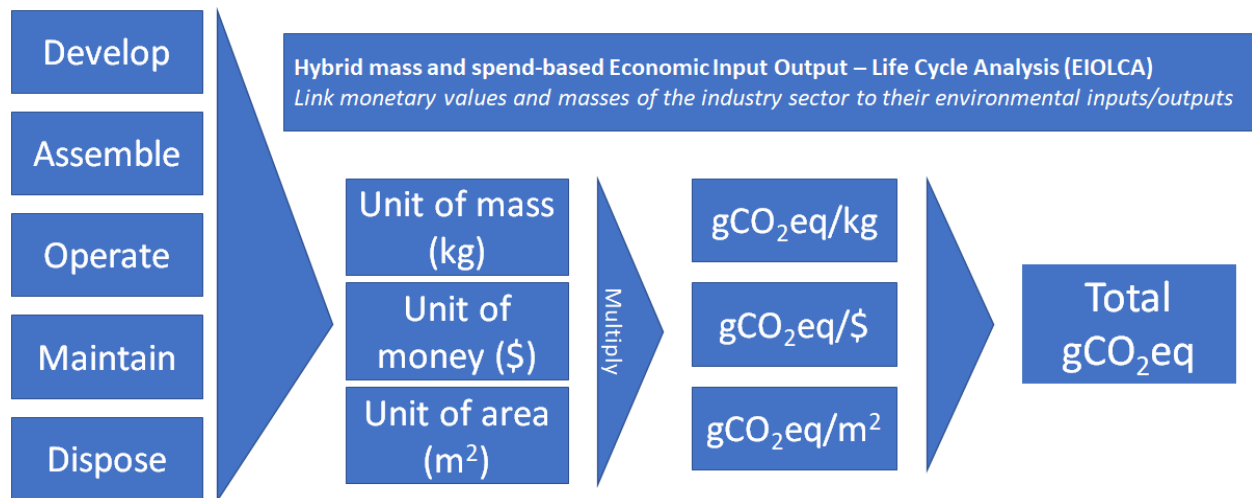 Develop
Assemble
Operate
Maintain
Dispose
Hybrid mass and spend-based Economic Input Output – Life Cycle Analysis (EIOLCA)
Link monetary values and masses of the industry sector to their environmental inputs/outputs
Unit of mass
(kg)
Unit of
money ($)
Unit of area
(m²)
Multiply
gCO₂eq/kg
gCO₂eq/$
gCO₂eq/m²
Total
gCO₂eq